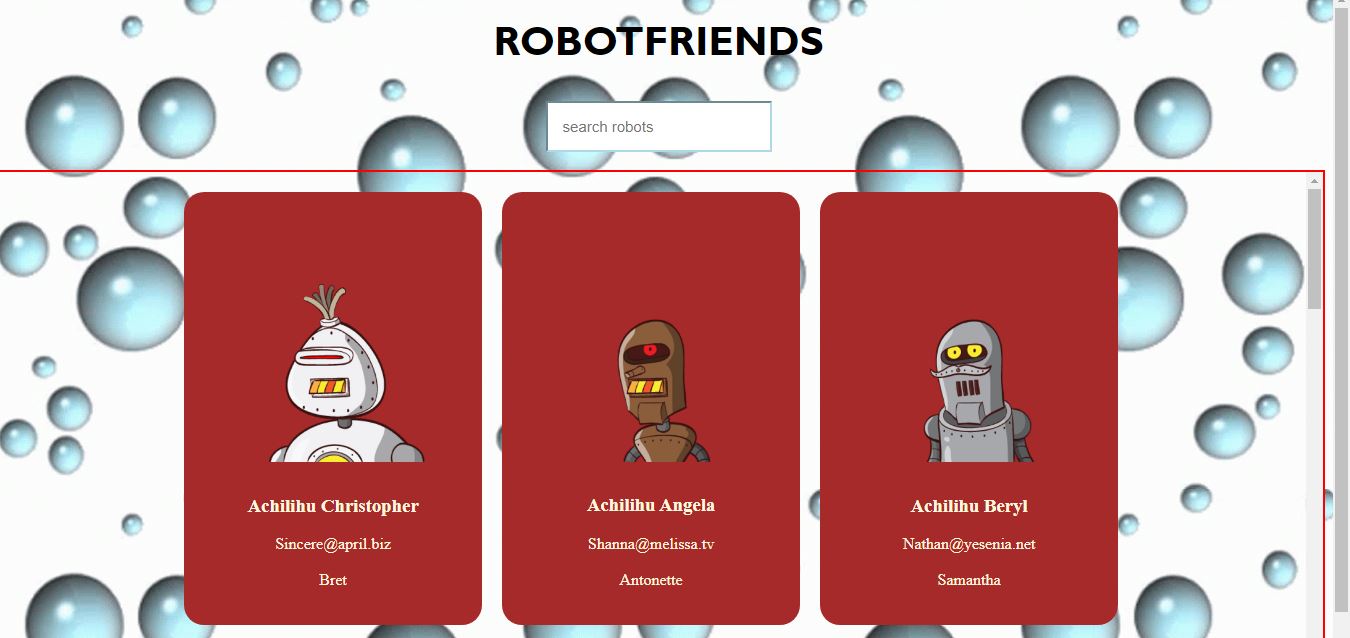 ROBOTFRIENDS
search robots
Achilihu Christopher
Sincere@april.biz
Bret
Achilihu Angela
Shanna@melissa.tv
Antonette
Achilihu Beryl
Nathan@yesenia.net
Samantha